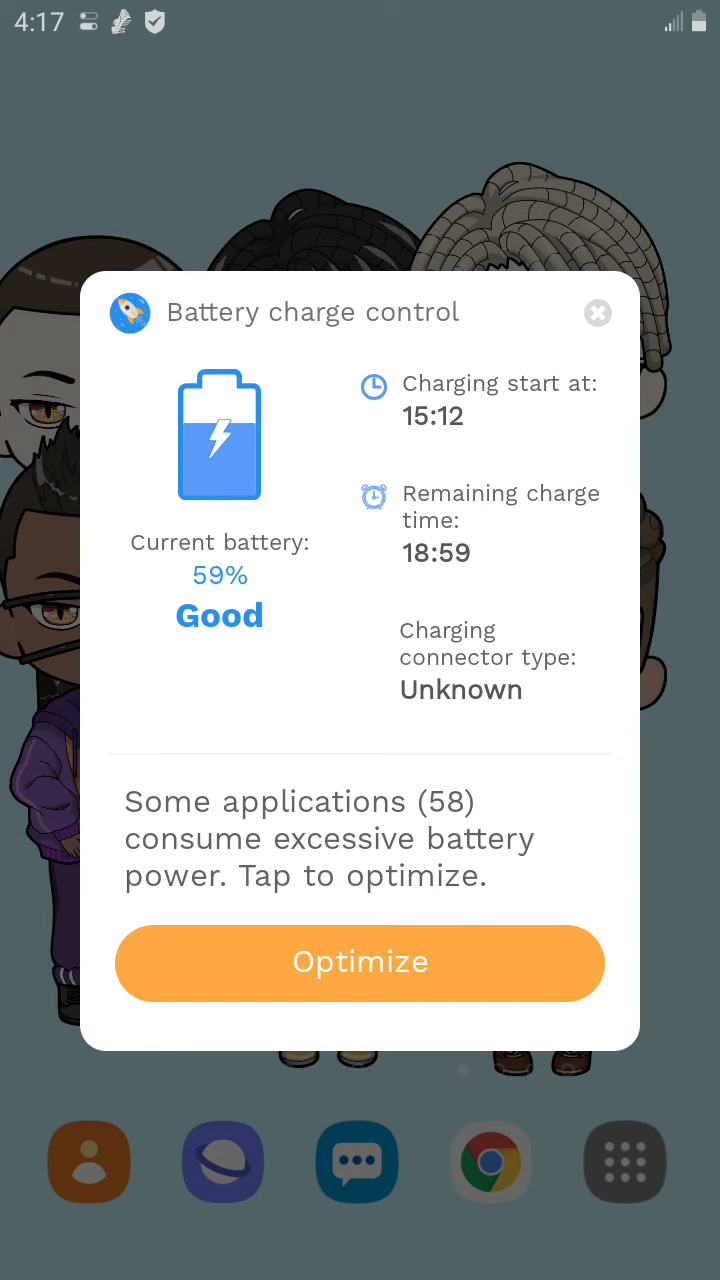 4:17
Battery charge control
Charging start at:
15:12
Remaining charge
time:
18:59
Current battery:
59%
Good
Charging
connector type:
Unknown
Some applications (58)
consume excessive battery
power. Tap to optimize.
Optimize